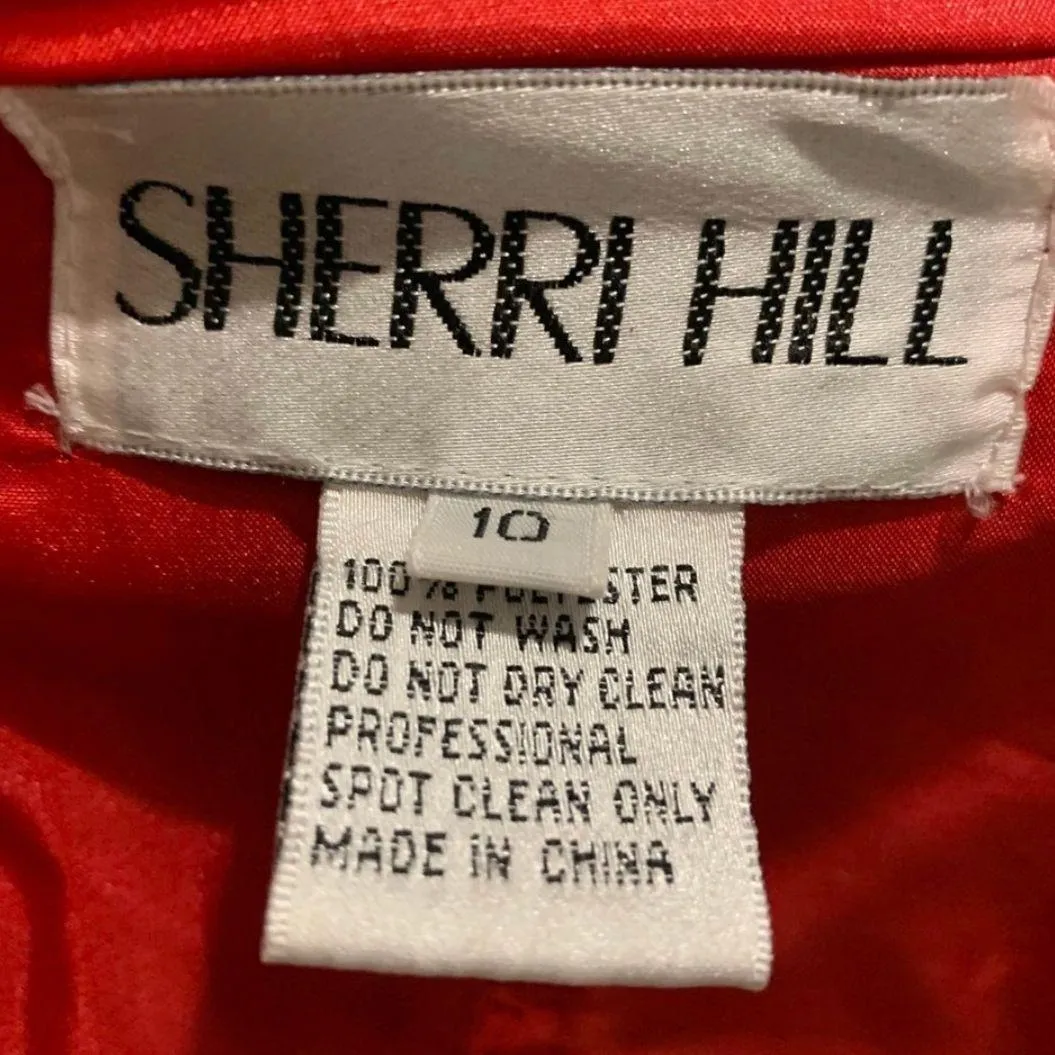 SHERRI HILL
10
100% POLYESTER
DO NOT WASH
DO NOT DRY CLEAN
PROFESSIONAL
SPOT CLEAN ONLY
MADE IN CHINA